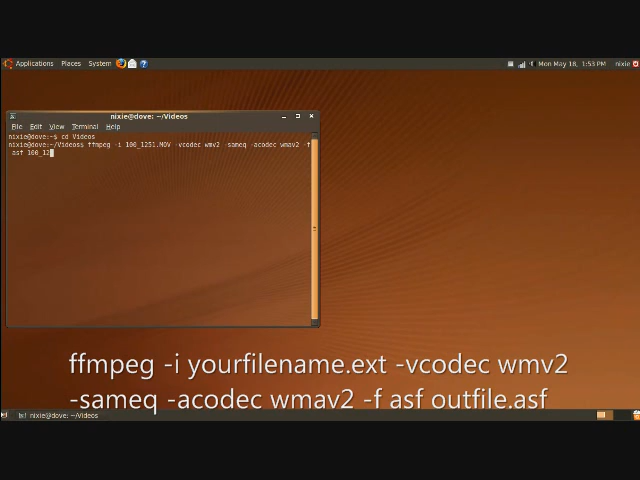 Applications Places System Mon May 18, 1:53 PM nixie
nixie@dove: ~/Videos
File Edit View Terminal Help
nixie@dove:~$ cd Videos
nixie@dove:~/Videos$ ffmpeg -i 100_1251.MOV -vcodec wmv2 -sameq -acodec wmav2 -f
asf 100_12
ffmpeg -i yourfilename.ext -vcodec wmv2
-sameq -acodec wmav2 -f asf outfile.asf
nixie@dove: ~/Videos